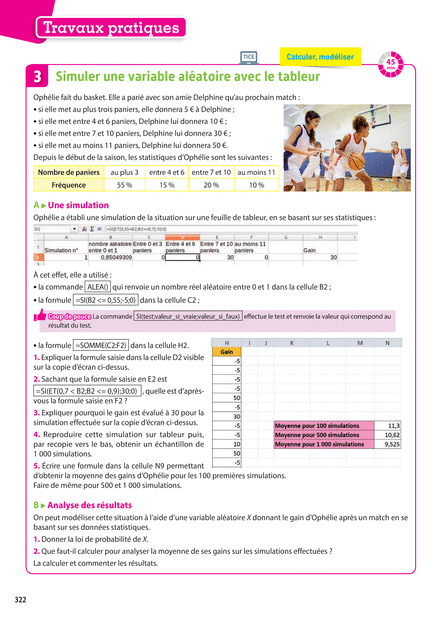 Travaux pratiques
TICE
Calculer, modéliser
45
min
3 Simuler une variable aléatoire avec le tableur
Ophélie fait du basket. Elle a parié avec son amie Delphine qu'au prochain match :
• si elle met au plus trois paniers, elle donnera 5 € à Delphine ;
• si elle met entre 4 et 6 paniers, Delphine lui donnera 10 € ;
• si elle met entre 7 et 10 paniers, Delphine lui donnera 30 € ;
• si elle met au moins 11 paniers, Delphine lui donnera 50 €.
Depuis le début de la saison, les statistiques d'Ophélie sont les suivantes :
Nombre de paniers au plus 3 entre 4 et 6 entre 7 et 10 au moins 11
Fréquence 55 % 15 % 20 % 10 %
A ▶ Une simulation
Ophélie a établi une simulation de la situation sur une feuille de tableur, en se basant sur ses statistiques :
D2 =SI(ET(0,55<B2;B2<=0,7);10;0)
A B C D E F G H I
1 Simulation n° nombre aléatoire entre 0 et 1 Entre 0 et 3 paniers Entre 4 et 6 paniers Entre 7 et 10 paniers au moins 11 paniers Gain
2 1 0,85049309 0 0 30 0 30
3
À cet effet, elle a utilisé :
• la commande ALEA() qui renvoie un nombre réel aléatoire entre 0 et 1 dans la cellule B2 ;
• la formule =SI(B2 <= 0,55;-5;0) dans la cellule C2 ;
Coup de pouce La commande SI(test;valeur_si_vraie;valeur_si_faux) effectue le test et renvoie la valeur qui correspond au
résultat du test.
• la formule =SOMME(C2:F2) dans la cellule H2.
1. Expliquer la formule saisie dans la cellule D2 visible
sur la copie d'écran ci-dessus.
2. Sachant que la formule saisie en E2 est
=SI(ET(0,7 < B2;B2 <= 0,9);30;0) , quelle est d'après-
vous la formule saisie en F2 ?
3. Expliquer pourquoi le gain est évalué à 30 pour la
simulation effectuée sur la copie d'écran ci-dessus.
4. Reproduire cette simulation sur tableur puis,
par recopie vers le bas, obtenir un échantillon de
1 000 simulations.
5. Écrire une formule dans la cellule N9 permettant
d'obtenir la moyenne des gains d'Ophélie pour les 100 premières simulations.
Faire de même pour 500 et 1 000 simulations.
H I J K L M N
Gain
-5
-5
-5
-5
50
-5
30
-5 Moyenne pour 100 simulations 11,3
-5 Moyenne pour 500 simulations 10,62
10 Moyenne pour 1 000 simulations 9,525
50
-5
B ▶ Analyse des résultats
On peut modéliser cette situation à l'aide d'une variable aléatoire X donnant le gain d'Ophélie après un match en se
basant sur ses données statistiques.
1. Donner la loi de probabilité de X.
2. Que faut-il calculer pour analyser la moyenne de ses gains sur les simulations effectuées ?
La calculer et commenter les résultats.
322